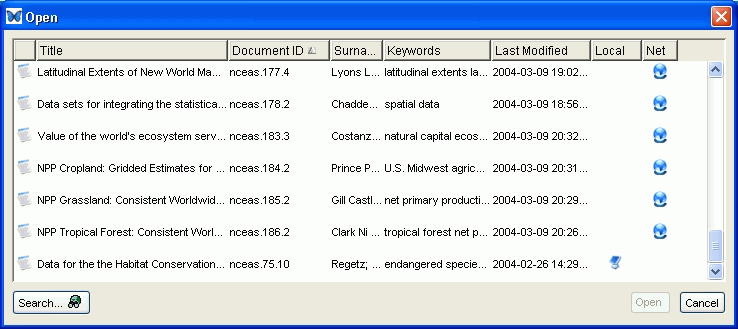 Open
Title Document ID Surna... Keywords Last Modified Local Net
Latitudinal Extents of New World Ma... nceas.177.4 Lyons L... latitudinal extents la... 2004-03-09 19:02...
Data sets for integrating the statistica... nceas.178.2 Chadde... spatial data 2004-03-09 18:56...
Value of the world's ecosystem serv... nceas.183.3 Costanz... natural capital ecos... 2004-03-09 20:32...
NPP Cropland: Gridded Estimates for ... nceas.184.2 Prince P... U.S. Midwest agric... 2004-03-09 20:31...
NPP Grassland: Consistent Worldwid... nceas.185.2 Gill Castl... net primary producti... 2004-03-09 20:29...
NPP Tropical Forest: Consistent Worl... nceas.186.2 Clark Ni ... tropical forest net p... 2004-03-09 20:26...
Data for the the Habitat Conservation... nceas.75.10 Regetz; ... endangered specie... 2004-02-26 14:29...
Search... Open Cancel